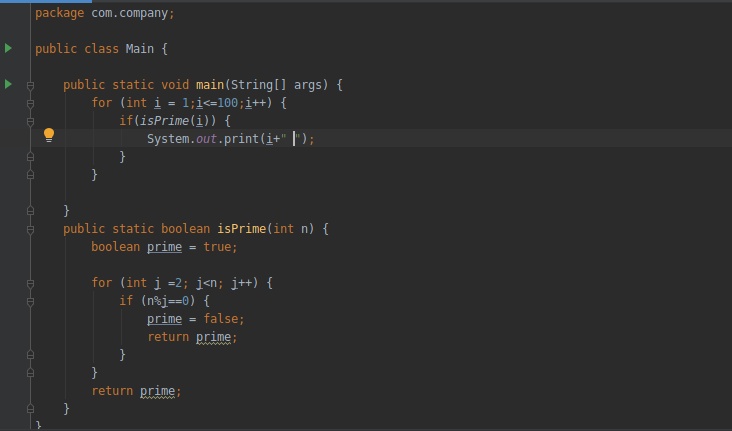 package com.company;
public class Main {
public static void main(String[] args) {
for (int i = 1;i<=100;i++) {
if(isPrime(i)) {
System.out.print(i+" ");
}
}
}
public static boolean isPrime(int n) {
boolean prime = true;
for (int j =2; j<n; j++) {
if (n%j==0) {
prime = false;
return prime;
}
}
return prime;
}
}